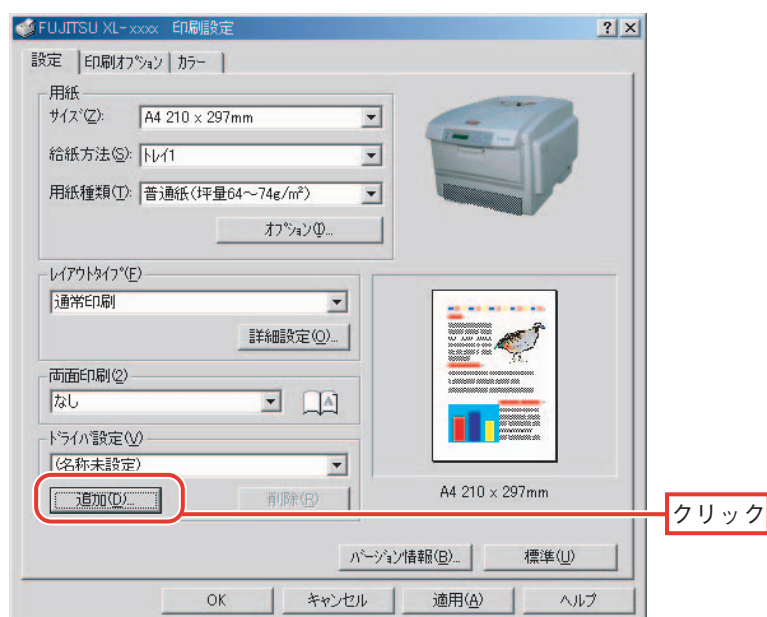 FUJITSU XL-xxxx 印刷設定
設定 印刷オプション カラー
用紙
サイズ(Z): A4 210 x 297mm
給紙方法(S): トレイ1
用紙種類(T): 普通紙(坪量64～74g/m²)
オプション(I)...
レイアウトタイプ(E)
通常印刷
詳細設定(O)...
両面印刷(2)
なし
A
ドライバ設定(V)
(名称未設定)
追加(D)...
削除(R)
A4 210 x 297mm
クリック
バージョン情報(B)...
標準(U)
OK
キャンセル
適用(A)
ヘルプ